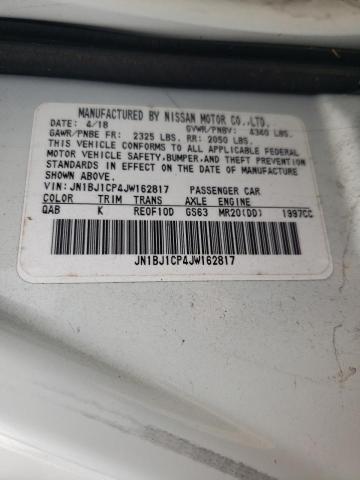 MANUFACTURED BY NISSAN MOTOR CO.,LTD.
DATE: 4/18 GVWR/PNBV: 4340 LBS.
GAWR/PNBE FR: 2325 LBS. RR: 2050 LBS.
THIS VEHICLE CONFORMS TO ALL APPLICABLE FEDERAL
MOTOR VEHICLE SAFETY, BUMPER, AND THEFT PREVENTION
STANDARDS IN EFFECT ON THE DATE OF MANUFACTURE
SHOWN ABOVE.
VIN: JN1BJ1CP4JW162817 PASSENGER CAR
COLOR TRIM TRANS AXLE ENGINE
QAB K RE0F10D GS63 MR20(DD) 1997CC
JN1BJ1CP4JW162817